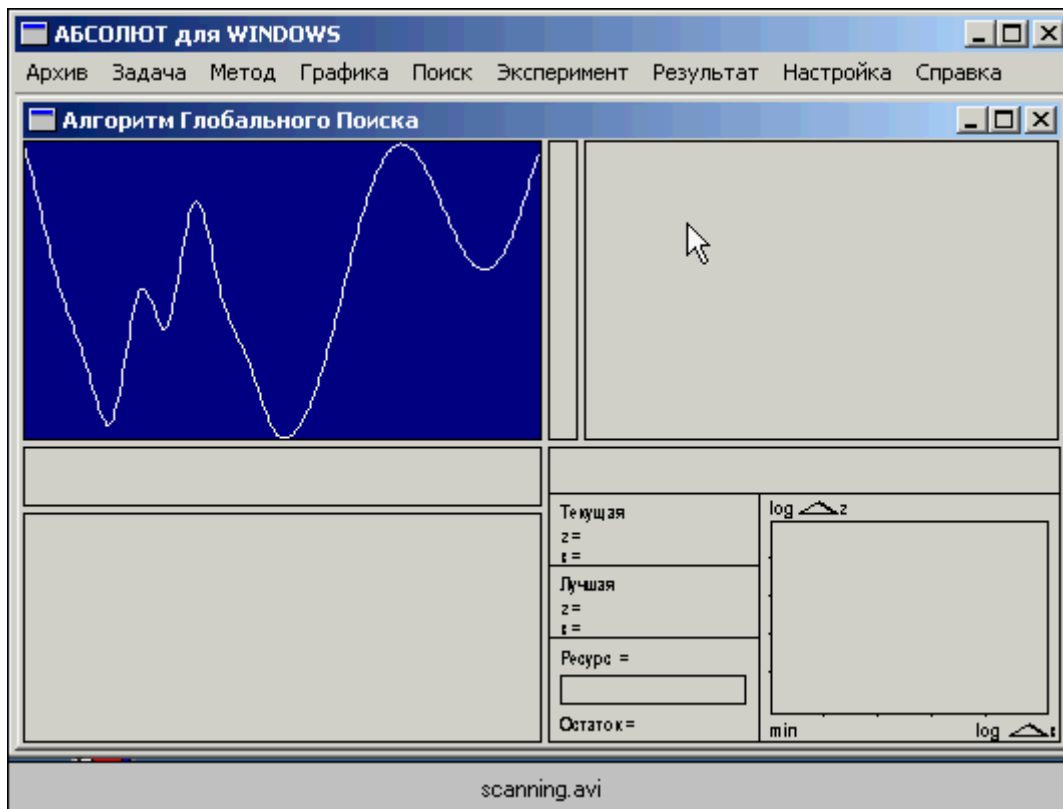 АБСОЛЮТ для WINDOWS
Архив Задача Метод Графика Поиск Эксперимент Результат Настройка Справка
Алгоритм Глобального Поиска
Текущая
z =
ε =
Лучшая
z =
ε =
Ресурс =
Остаток =
log z
min log ε
scanning.avi